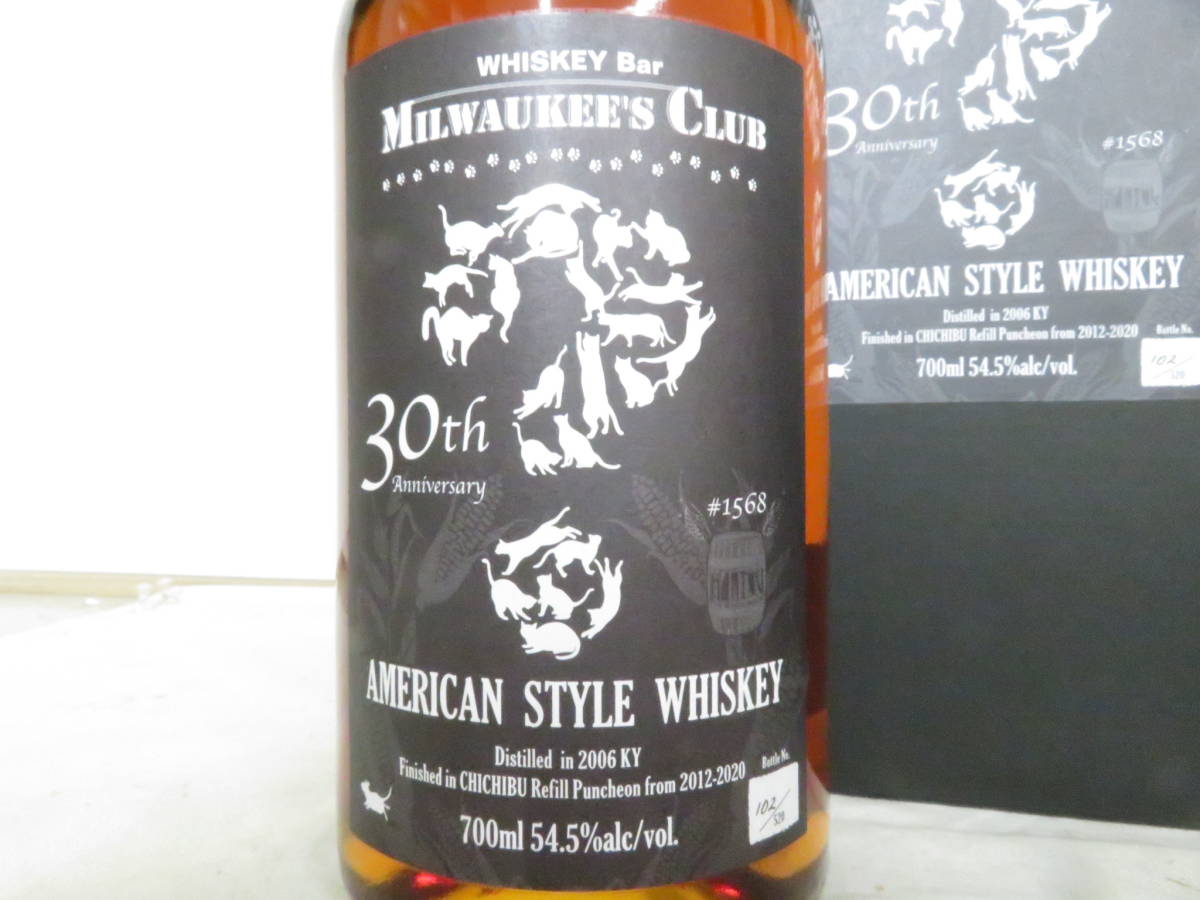 WHISKEY Bar
MILWAUKEE'S CLUB
30th
Anniversary
#1568
AMERICAN STYLE WHISKEY
Distilled in 2006 KY
Finished in CHICHIBU Refill Puncheon from 2012-2020
Bottle No.
102/520
700ml 54.5%alc/vol.
30th
Anniversary
#1568
AMERICAN STYLE WHISKEY
Distilled in 2006 KY
Finished in CHICHIBU Refill Puncheon from 2012-2020
Bottle No.
102/520
700ml 54.5%alc/vol.